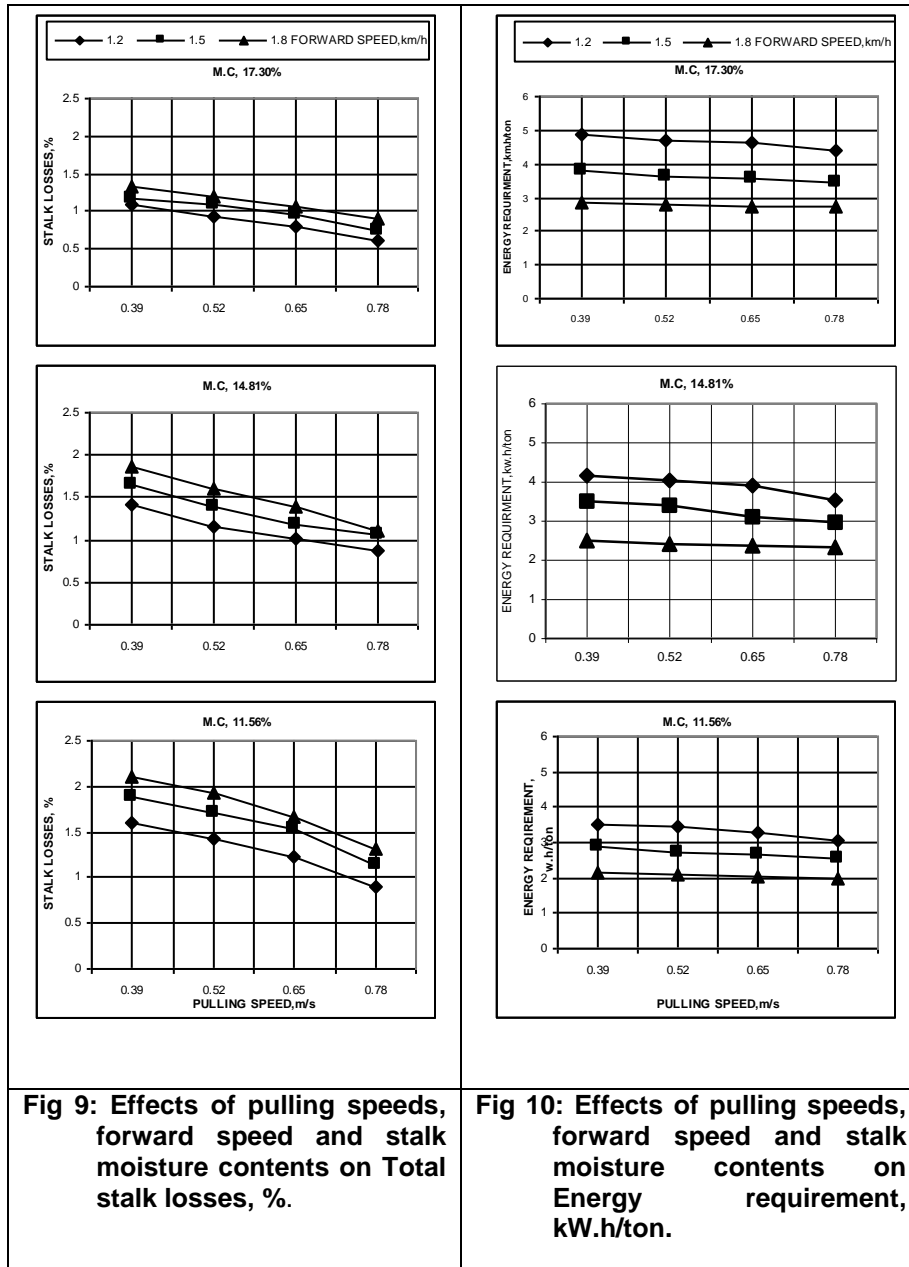 1.2 1.5 1.8 FORWARD SPEED,km/h
M.C, 17.30%
STALK LOSSES,%
2.5
2
1.5
1
0.5
0
0.39 0.52 0.65 0.78
M.C, 14.81%
STALK LOSSES,%
2.5
2
1.5
1
0.5
0
0.39 0.52 0.65 0.78
M.C, 11.56%
STALK LOSSES, %
2.5
2
1.5
1
0.5
0
0.39 0.52 0.65 0.78
PULLING SPEED,m/s
Fig 9: Effects of pulling speeds,
forward speed and stalk
moisture contents on Total
stalk losses, %.
1.2 1.5 1.8 FORWARD SPEED,km/h
M.C, 17.30%
ENERGY REQUIRMENT,km.h/ton
6
5
4
3
2
1
0
0.39 0.52 0.65 0.78
M.C, 14.81%
ENERGY REQUIRMENT,kw.h/ton
6
5
4
3
2
1
0
0.39 0.52 0.65 0.78
M.C, 11.56%
ENERGY REQIREMENT,
w.h/ton
6
5
4
3
2
1
0
0.39 0.52 0.65 0.78
PULLING SPEED,m/s
Fig 10: Effects of pulling speeds,
forward speed and stalk
moisture contents on
Energy requirement,
kW.h/ton.